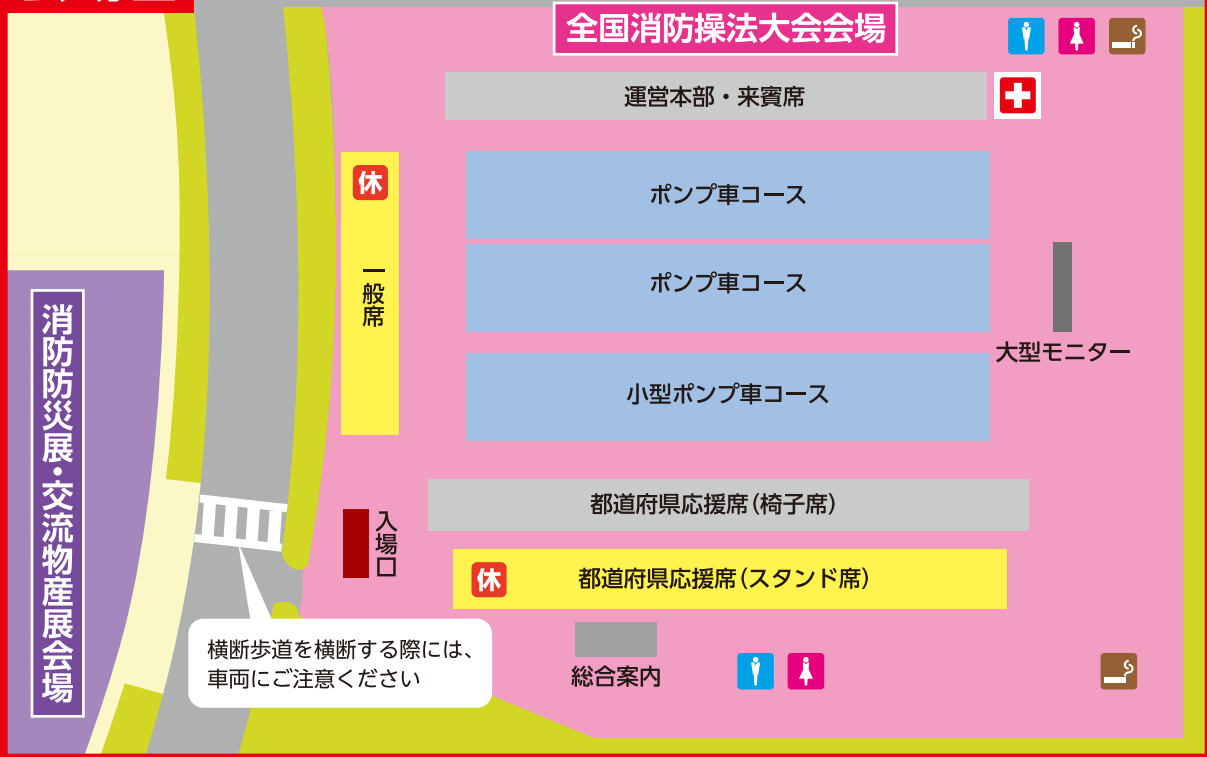 全国消防操法大会会場
運営本部・来賓席
休
ポンプ車コース
一般席
ポンプ車コース
大型モニター
小型ポンプ車コース
消防防災展・交流物産展会場
都道府県応援席(椅子席)
入場口
休
都道府県応援席(スタンド席)
横断歩道を横断する際には、
車両にご注意ください
総合案内